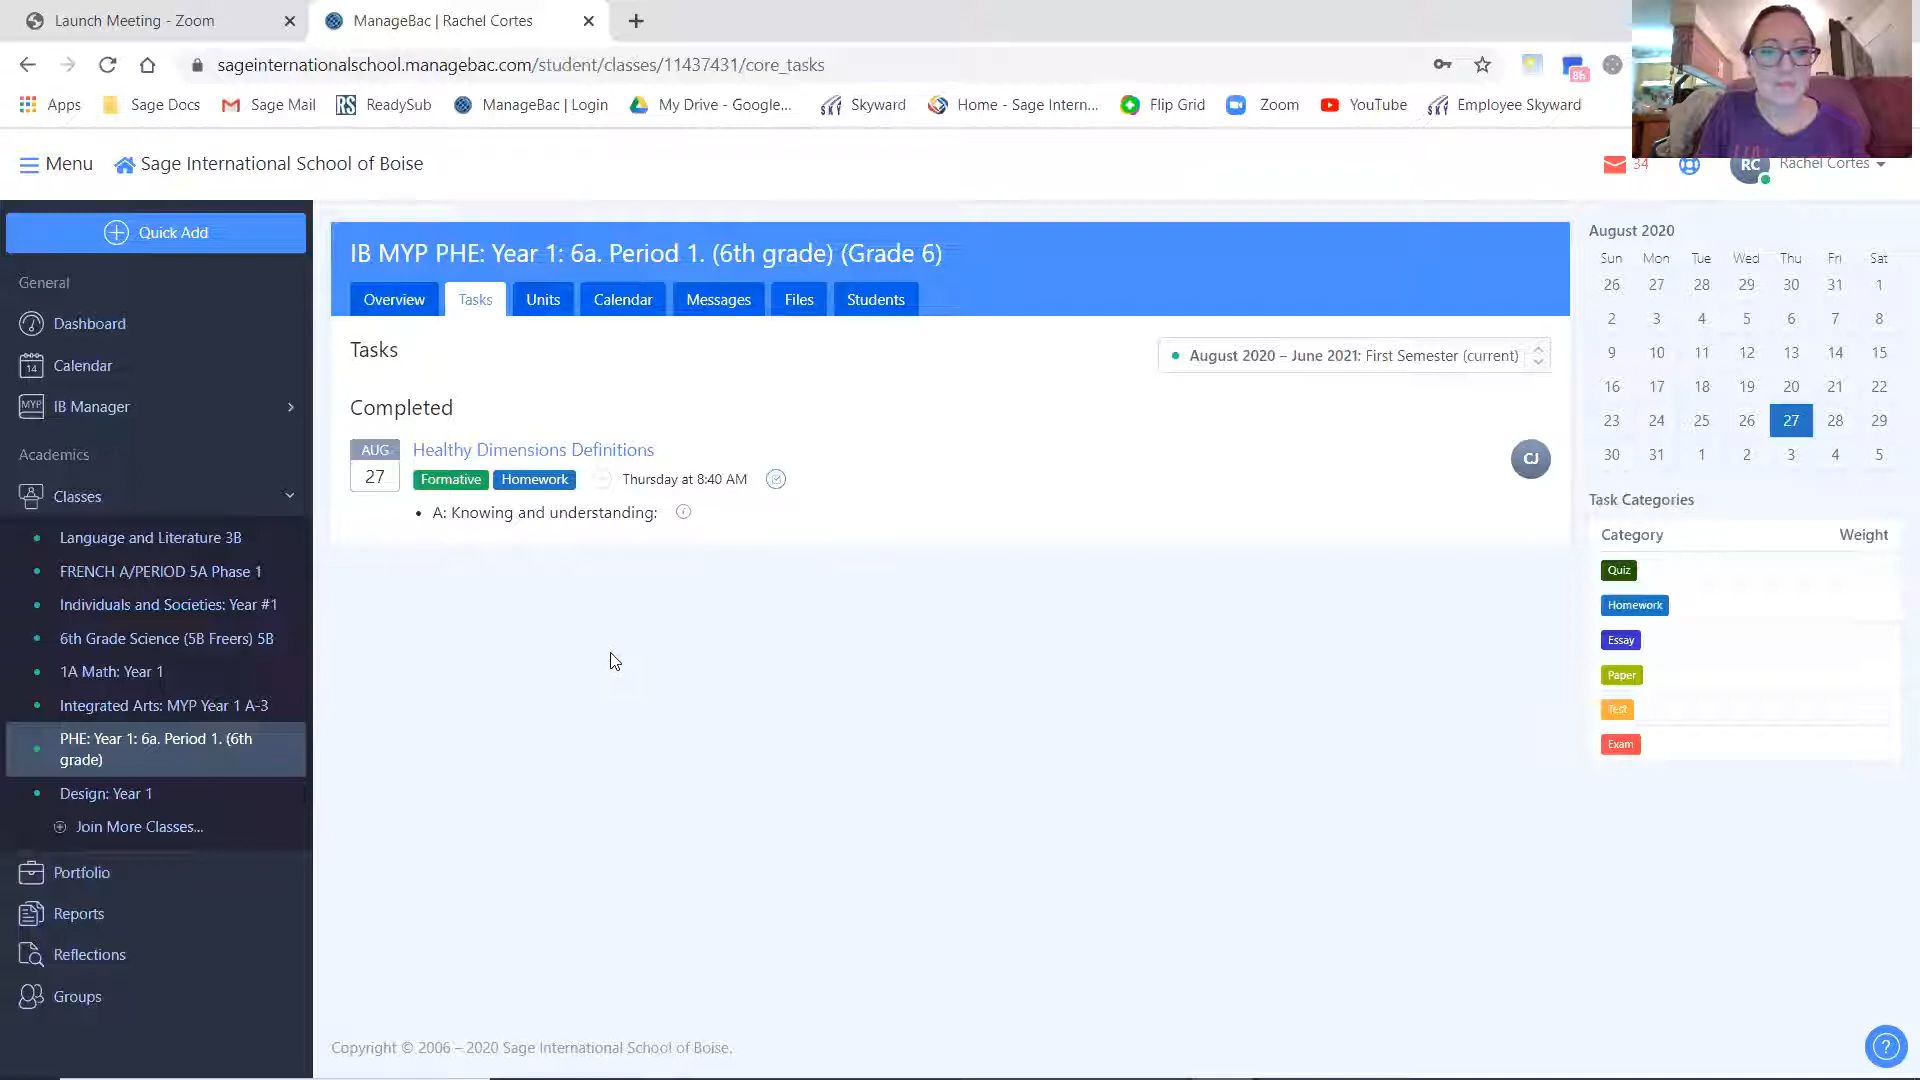 Launch Meeting - Zoom
ManageBac | Rachel Cortes
sageinternationalschool.managebac.com/student/classes/11437431/core_tasks
8h
Apps
Sage Docs
Sage Mail
RS
ReadySub
ManageBac | Login
My Drive - Google...
Skyward
Home - Sage Intern...
Flip Grid
Zoom
YouTube
Employee Skyward
Menu
Sage International School of Boise
34
RC
Rachel Cortes
Quick Add
General
Dashboard
14
Calendar
MYP
IB Manager
Academics
Classes
Language and Literature 3B
FRENCH A/PERIOD 5A Phase 1
Individuals and Societies: Year #1
6th Grade Science (5B Freers) 5B
1A Math: Year 1
Integrated Arts: MYP Year 1 A-3
PHE: Year 1: 6a. Period 1. (6th
grade)
Design: Year 1
Join More Classes...
Portfolio
Reports
Reflections
Groups
IB MYP PHE: Year 1: 6a. Period 1. (6th grade) (Grade 6)
Overview
Tasks
Units
Calendar
Messages
Files
Students
Tasks
August 2020 – June 2021: First Semester (current)
Completed
AUG
27
Healthy Dimensions Definitions
Formative
Homework
Thursday at 8:40 AM
• A: Knowing and understanding:
CJ
August 2020
Sun Mon Tue Wed Thu Fri Sat
26 27 28 29 30 31 1
2 3 4 5 6 7 8
9 10 11 12 13 14 15
16 17 18 19 20 21 22
23 24 25 26 27 28 29
30 31 1 2 3 4 5
Task Categories
Category Weight
Quiz
Homework
Essay
Paper
Test
Exam
Copyright © 2006 – 2020 Sage International School of Boise.
?